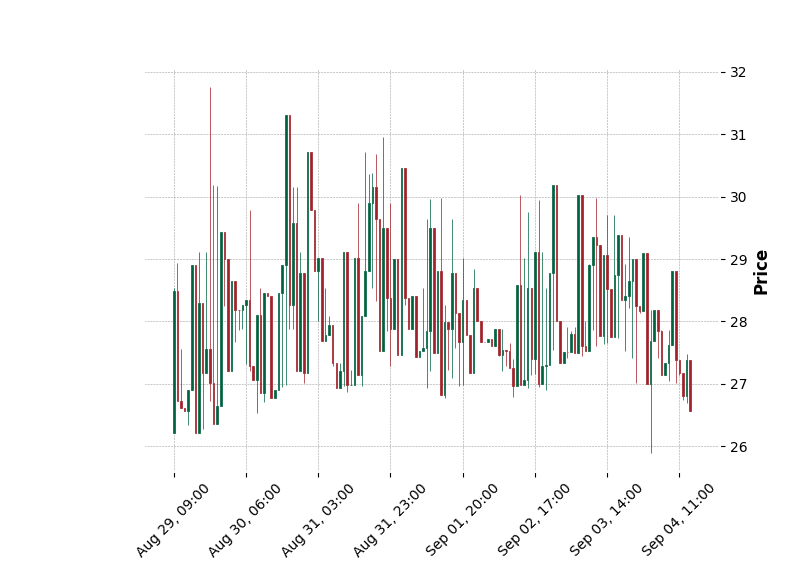 32
31
30
29
28
27
26
Price
Aug 29, 09:00
Aug 30, 06:00
Aug 31, 03:00
Aug 31, 23:00
Sep 01, 20:00
Sep 02, 17:00
Sep 03, 14:00
Sep 04, 11:00